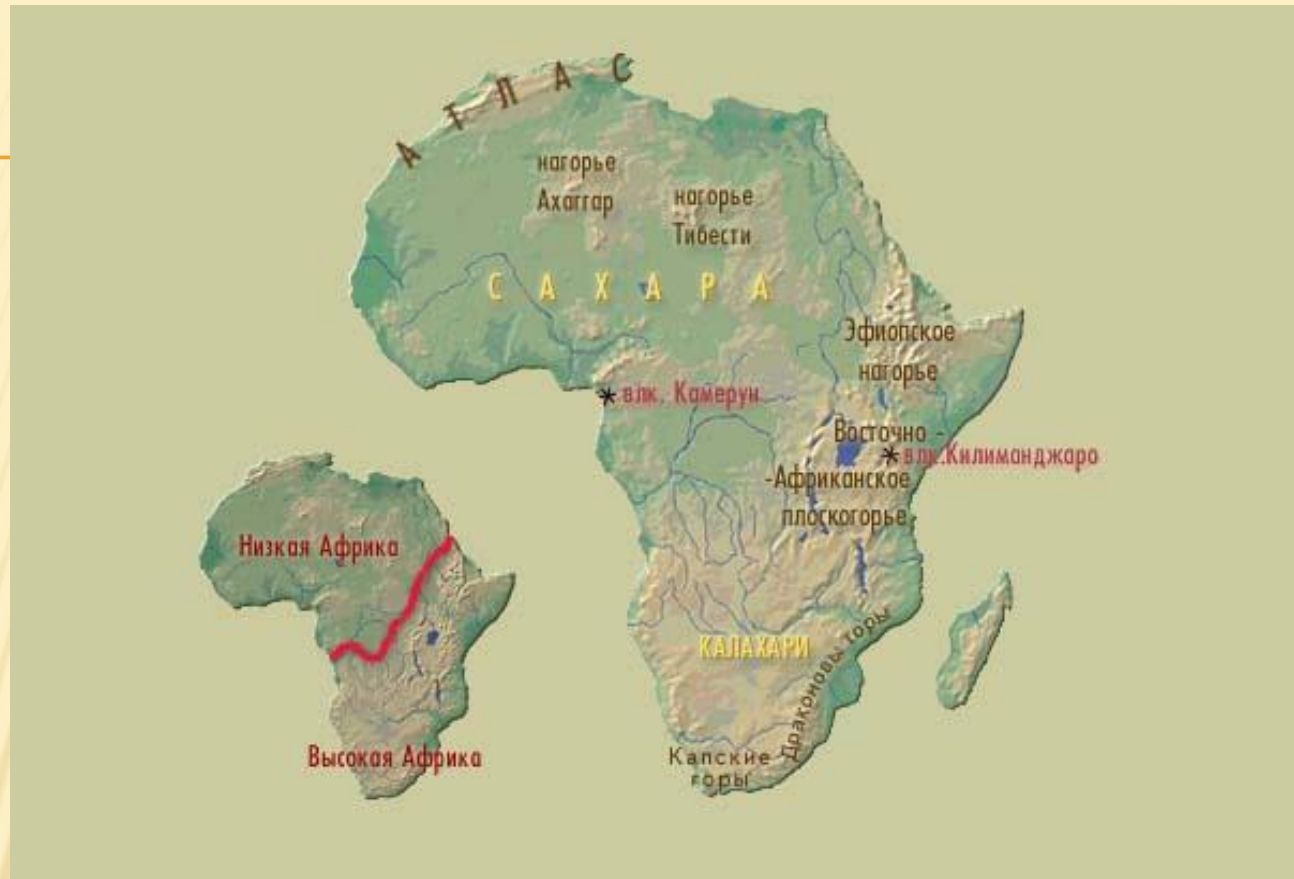 АТЛАС
нагорье
Ахаггар
нагорье
Тибести
САХАРА
Эфиопское
нагорье
влк. Камерун
Восточно -
влк.Килиманджаро
-Африканское
плоскогорье-
Низкая Африка
Высокая Африка
КАЛАХАРИ
Драконовы горы
Капские
горы